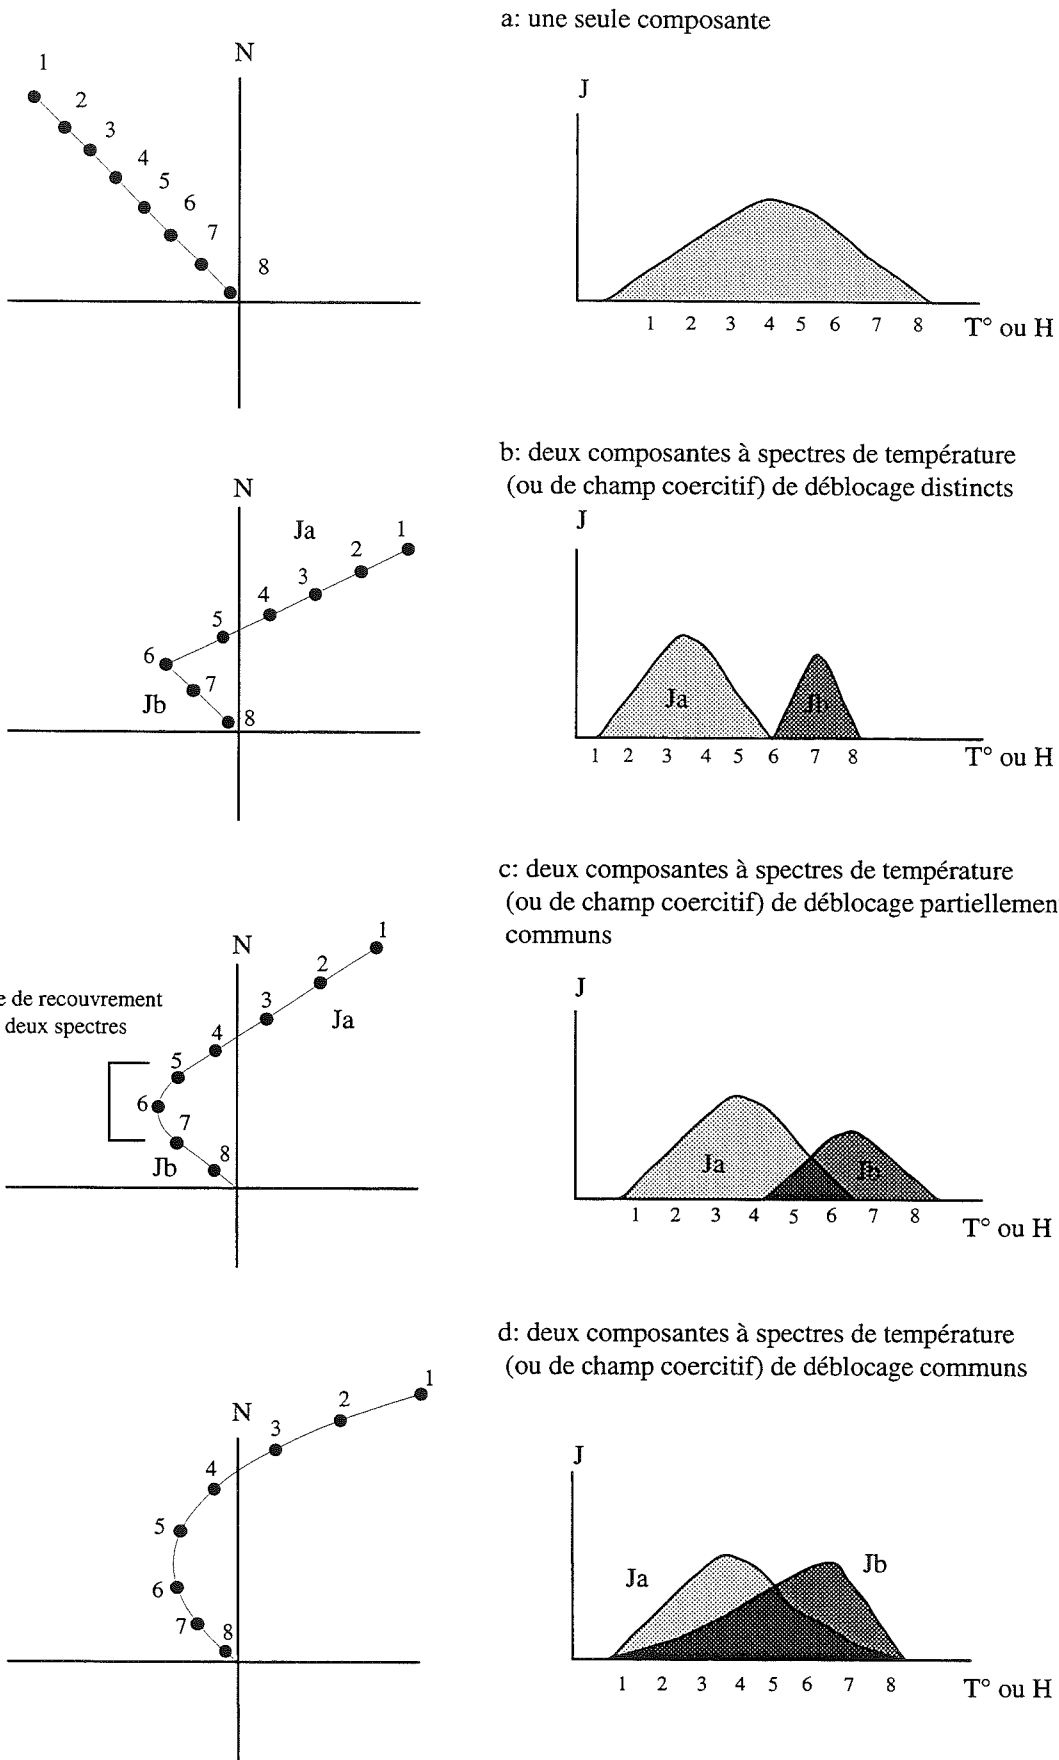 a: une seule composante
N
1
2
3
4
5
6
7
8
J
1 2 3 4 5 6 7 8 T° ou H
b: deux composantes à spectres de température
(ou de champ coercitif) de déblocage distincts
N
Ja
1
2
3
4
5
6
7
Jb
8
J
Ja
Jb
1 2 3 4 5 6 7 8 T° ou H
c: deux composantes à spectres de température
(ou de champ coercitif) de déblocage partiellemen
communs
N
1
2
3
Ja
de recouvrement
deux spectres
4
5
6
7
Jb
8
J
Ja
Jb
1 2 3 4 5 6 7 8 T° ou H
d: deux composantes à spectres de température
(ou de champ coercitif) de déblocage communs
N
1
2
3
4
5
6
7
8
J
Ja
Jb
1 2 3 4 5 6 7 8 T° ou H